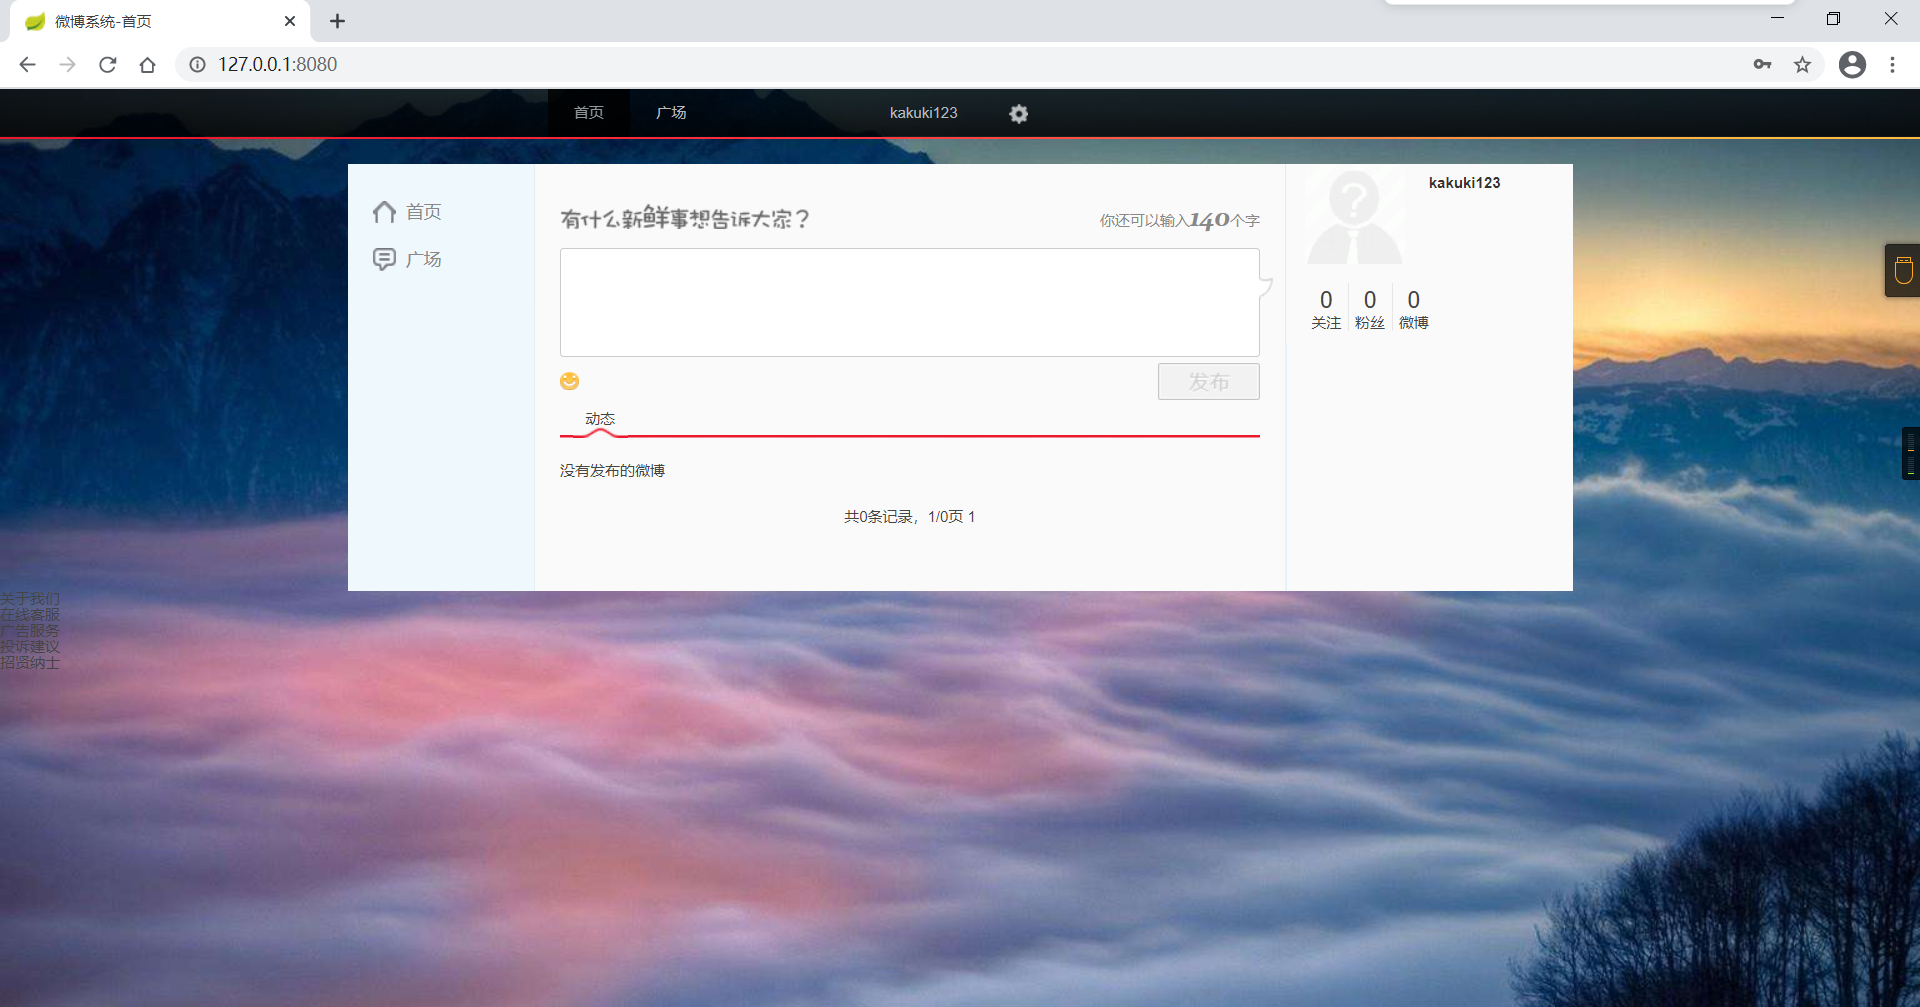 微博系统-首页
127.0.0.1:8080
首页 广场 kakuki123
首页
广场
有什么新鲜事想告诉大家？
你还可以输入140个字
发布
动态
没有发布的微博
共0条记录，1/0页 1
kakuki123
0 0 0
关注 粉丝 微博
关于我们
在线客服
广告服务
投诉建议
招贤纳士